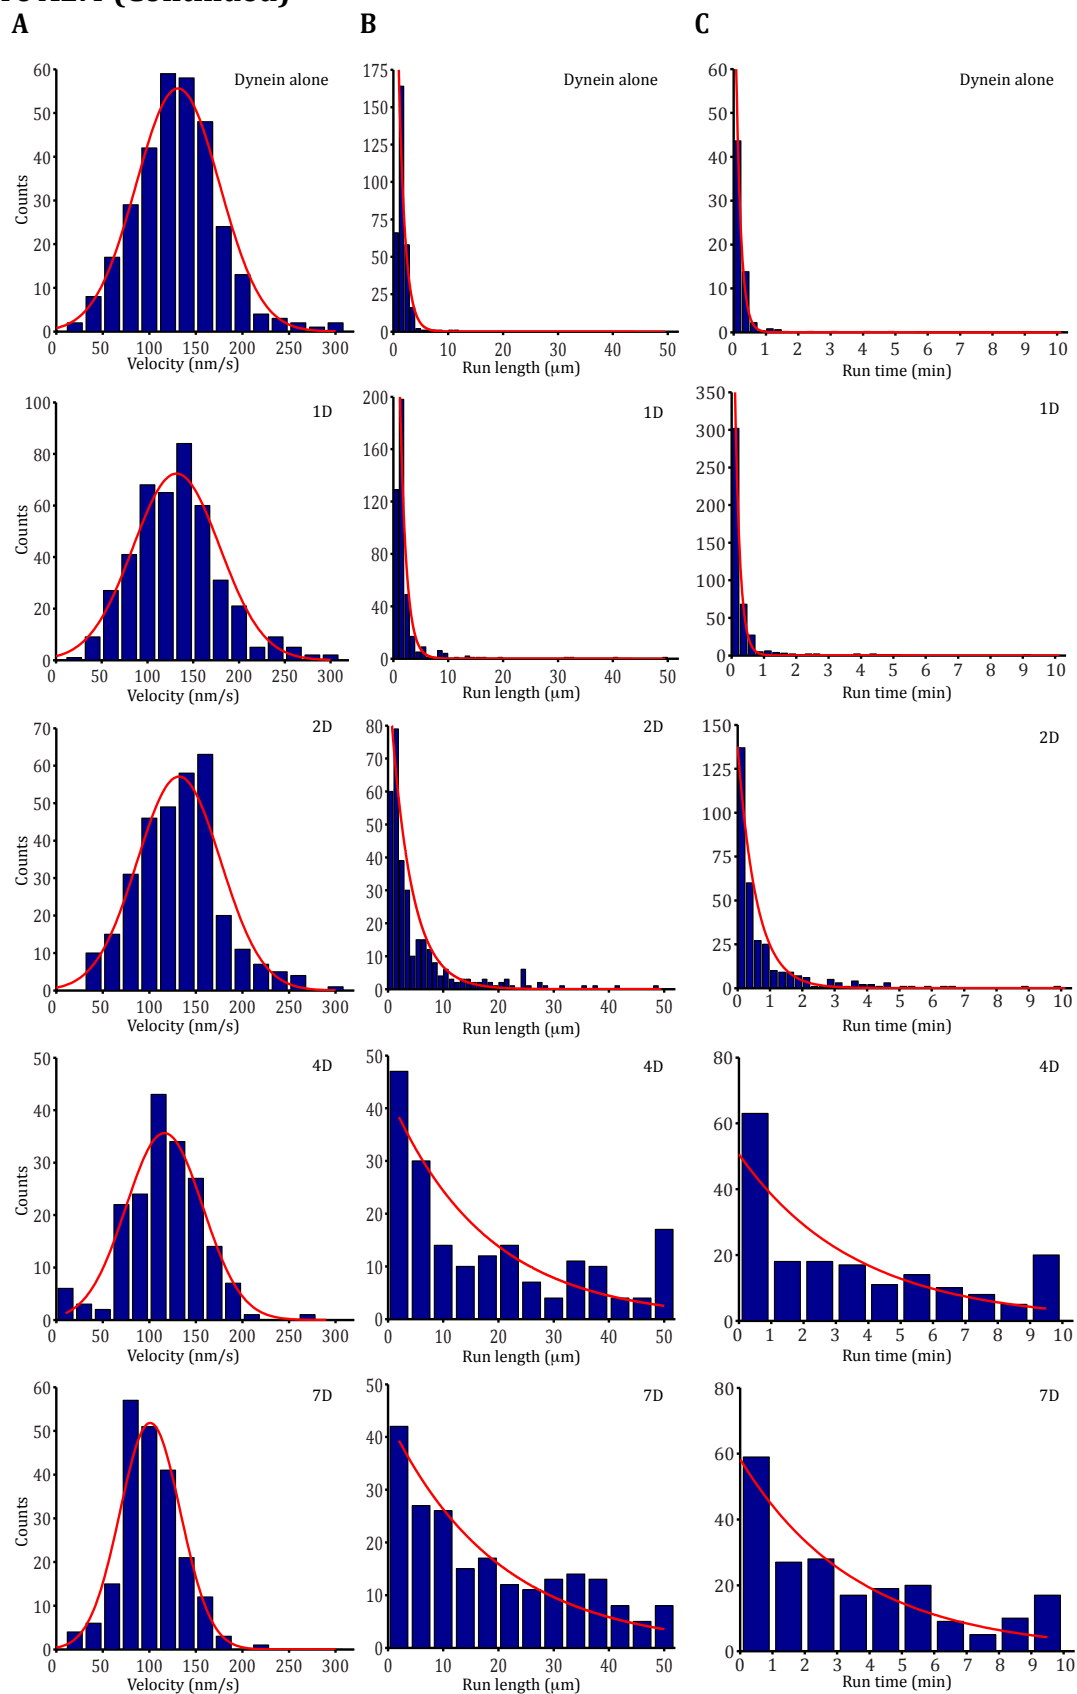 (Continued)
A B C
60 50 40 30 20 10 0
Counts
Dynein alone
0 50 100 150 200 250 300
Velocity (nm/s)
175 150 125 100 75 50 25 0
Dynein alone
0 10 20 30 40 50
Run length (μm)
60 50 40 30 20 10 0
Dynein alone
0 1 2 3 4 5 6 7 8 9 10
Run time (min)
100 80 60 40 20 0
Counts
1D
0 50 100 150 200 250 300
Velocity (nm/s)
200 160 120 80 40 0
1D
0 10 20 30 40 50
Run length (μm)
350 300 250 200 150 100 50 0
1D
0 1 2 3 4 5 6 7 8 9 10
Run time (min)
70 60 50 40 30 20 10 0
Counts
2D
0 50 100 150 200 250 300
Velocity (nm/s)
80 70 60 50 40 30 20 10 0
2D
0 10 20 30 40 50
Run length (μm)
150 125 100 75 50 25 0
2D
0 1 2 3 4 5 6 7 8 9 10
Run time (min)
50 40 30 20 10 0
Counts
4D
0 50 100 150 200 250 300
Velocity (nm/s)
50 40 30 20 10 0
4D
0 10 20 30 40 50
Run length (μm)
80 60 40 20 0
4D
0 1 2 3 4 5 6 7 8 9 10
Run time (min)
60 50 40 30 20 10 0
Counts
7D
0 50 100 150 200 250 300
Velocity (nm/s)
50 40 30 20 10 0
7D
0 10 20 30 40 50
Run length (μm)
80 60 40 20 0
7D
0 1 2 3 4 5 6 7 8 9 10
Run time (min)